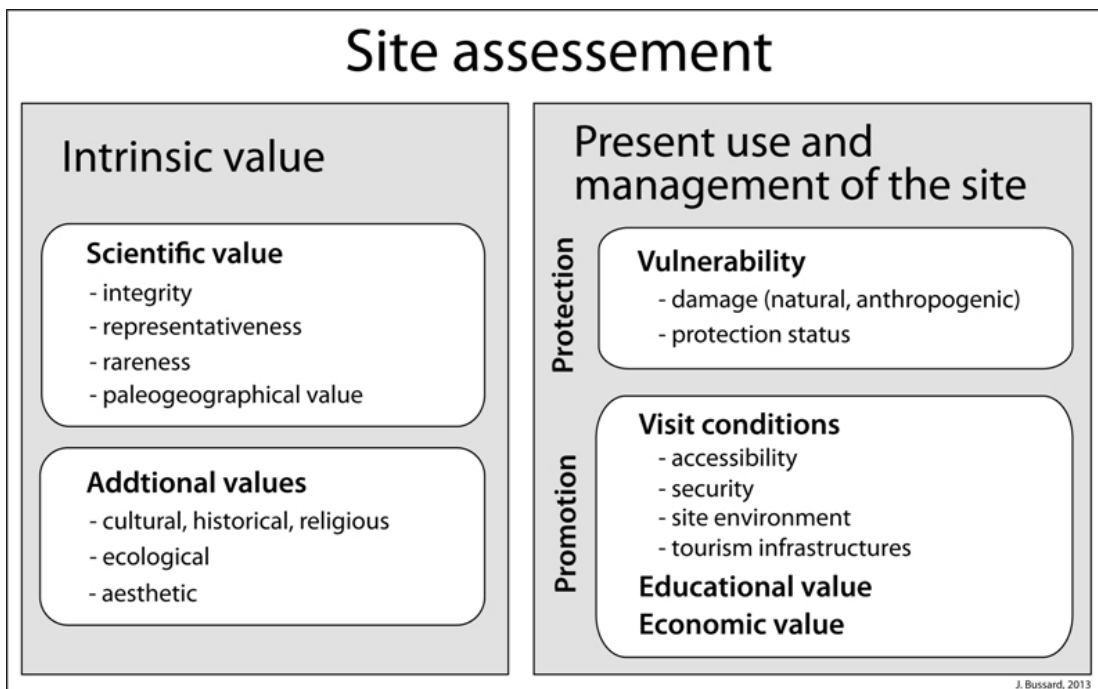 Site assessement
Intrinsic value
Scientific value
- integrity
- representativeness
- rareness
- paleogeographical value
Addtional values
- cultural, historical, religious
- ecological
- aesthetic
Present use and
management of the site
Protection
Vulnerability
- damage (natural, anthropogenic)
- protection status
Promotion
Visit conditions
- accessibility
- security
- site environment
- tourism infrastructures
Educational value
Economic value
J. Bussard, 2013